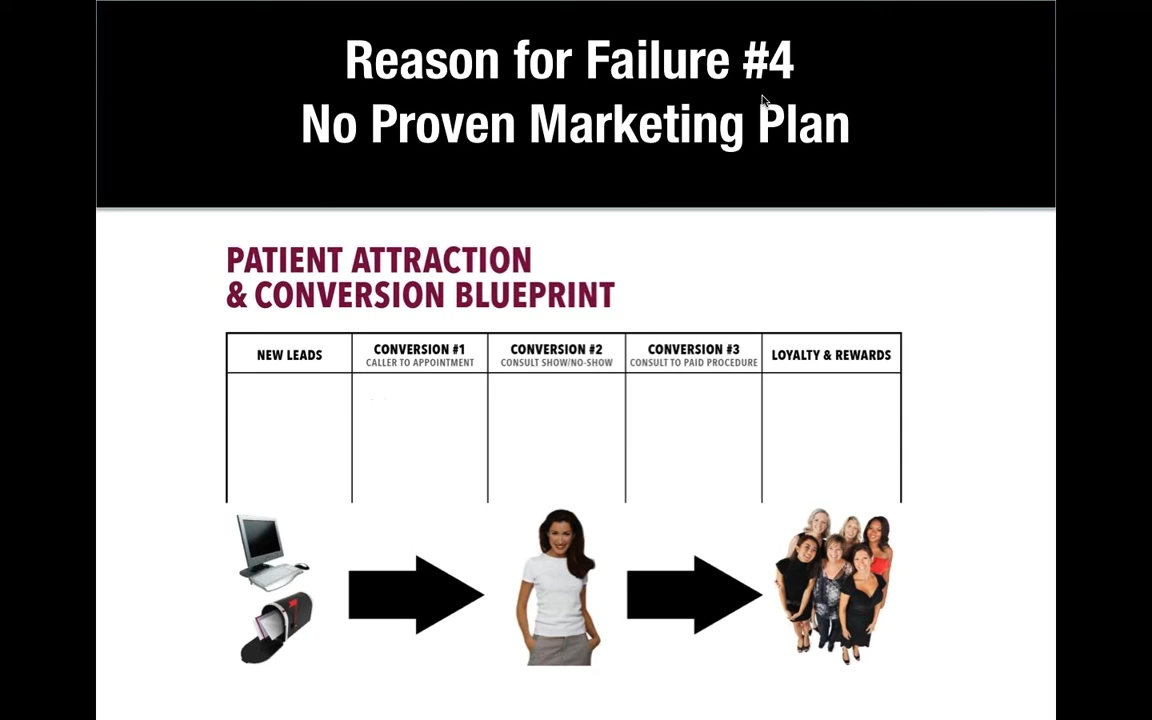 Reason for Failure #4
No Proven Marketing Plan
PATIENT ATTRACTION
& CONVERSION BLUEPRINT
NEW LEADS
CONVERSION #1
CALLER TO APPOINTMENT
CONVERSION #2
CONSULT SHOW/NO-SHOW
CONVERSION #3
CONSULT TO PAID PROCEDURE
LOYALTY & REWARDS